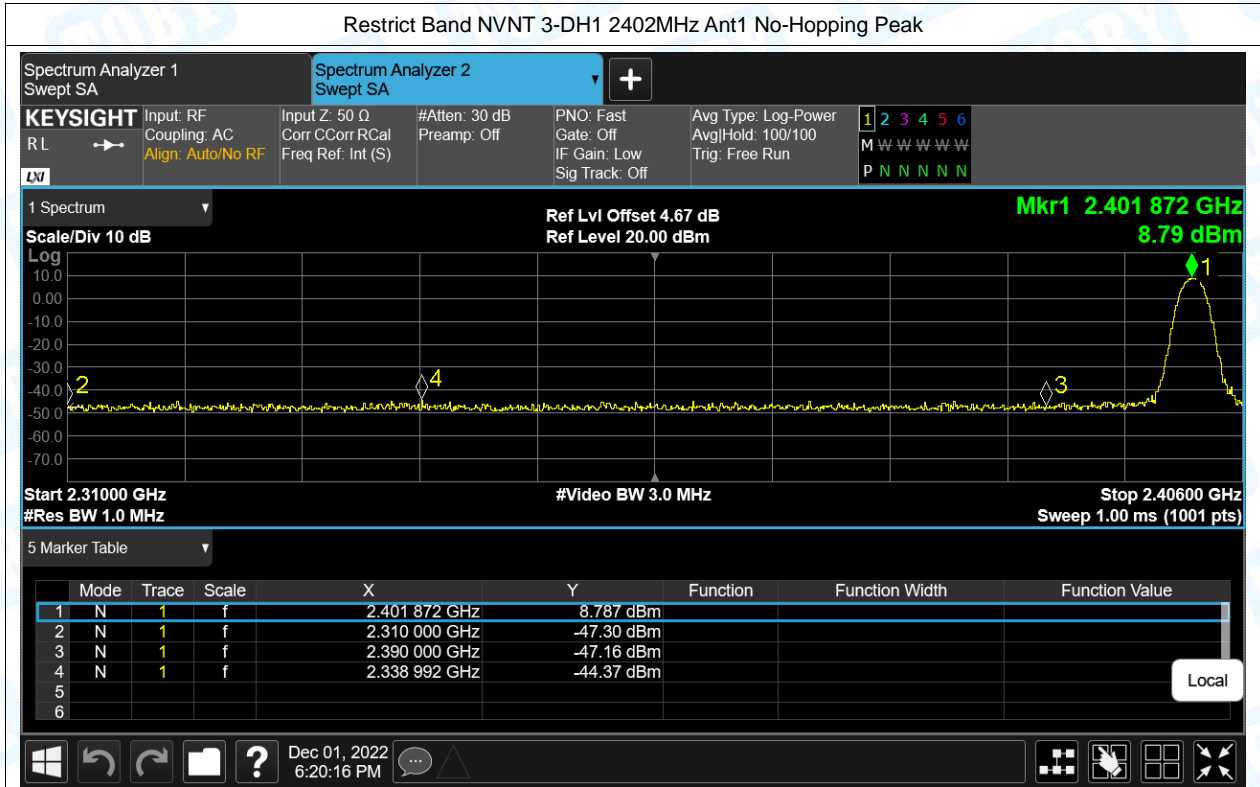 Restrict Band NVNT 3-DH1 2402MHz Ant1 No-Hopping Peak
Spectrum Analyzer 1
Swept SA
Spectrum Analyzer 2
Swept SA
▼
+
KEYSIGHT
R L
LXI
Input: RF
Coupling: AC
Align: Auto/No RF
Input Z: 50 Ω
Corr CCorr RCal
Freq Ref: Int (S)
#Atten: 30 dB
Preamp: Off
PNO: Fast
Gate: Off
IF Gain: Low
Sig Track: Off
Avg Type: Log-Power
Avg|Hold: 100/100
Trig: Free Run
1 2 3 4 5 6
M W W W W W
P N N N N N
1 Spectrum ▼
Scale/Div 10 dB
Ref Lvl Offset 4.67 dB
Ref Level 20.00 dBm
Mkr1 2.401 872 GHz
8.79 dBm
Log
10.0
0.00
-10.0
-20.0
-30.0
-40.0
-50.0
-60.0
-70.0
1
2
4
3
Start 2.31000 GHz
#Res BW 1.0 MHz
#Video BW 3.0 MHz
Stop 2.40600 GHz
Sweep 1.00 ms (1001 pts)
5 Marker Table ▼
Mode Trace Scale X Y Function Function Width Function Value
1 N 1 f 2.401 872 GHz 8.787 dBm
2 N 1 f 2.310 000 GHz -47.30 dBm
3 N 1 f 2.390 000 GHz -47.16 dBm
4 N 1 f 2.338 992 GHz -44.37 dBm
5
6
Local
?
Dec 01, 2022
6:20:16 PM